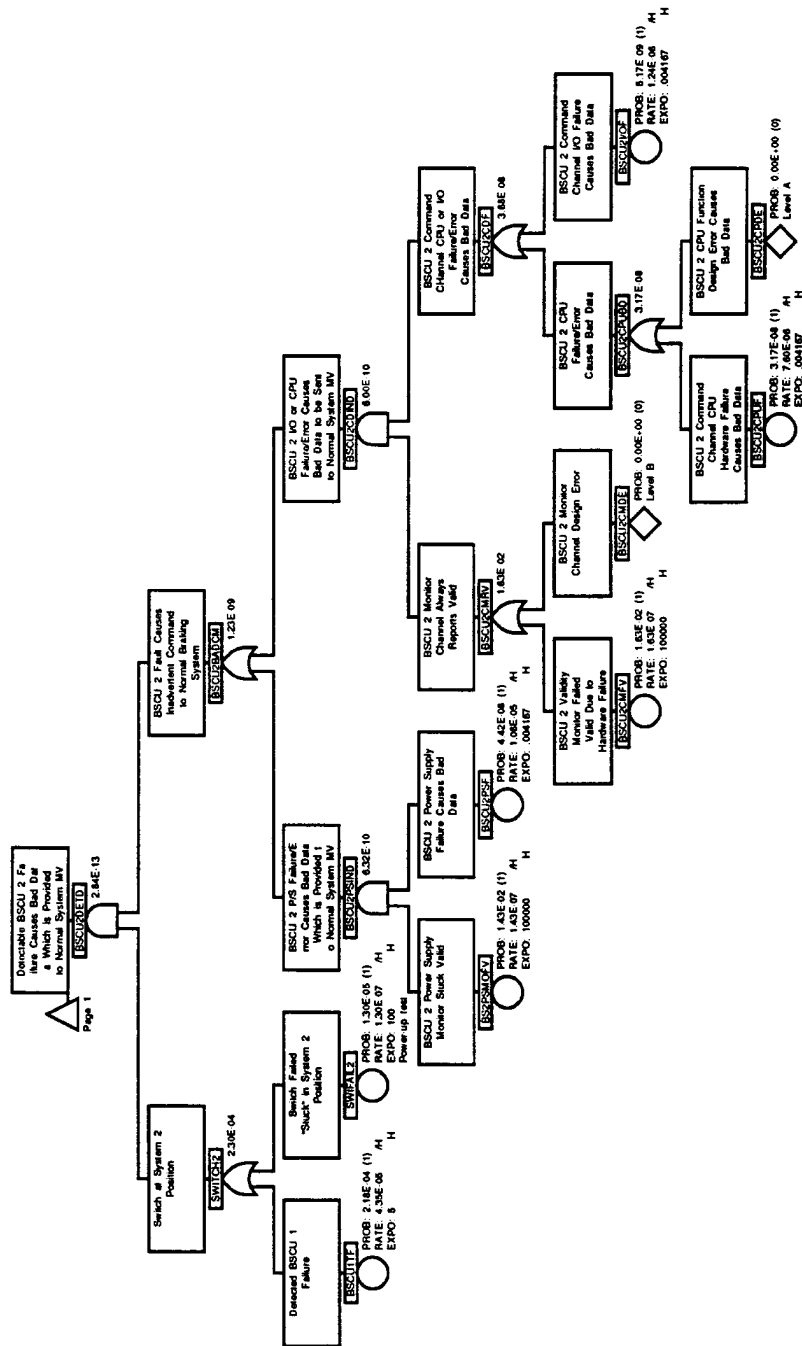 Detectable BSCU 2 Fa
ilure Causes Bad Dat
a Which is Provided
to Normal System MV
BSCU2DETD
2.84E-13
Page 1
Switch at System 2
Position
SWITCH2
2.30E-04
BSCU 2 Fault Causes
Inadvertent Command
to Normal Braking
System
BSCU2BADCM
1.23E-09
Detected BSCU 1
Failure
BSCU1TF
PROB: 2.18E-04 (1)
RATE: 4.35E-05 /H
EXPO: 5 H
Switch Failed
"Stuck" in System 2
Position
SWIFAIL2
PROB: 1.30E-05 (1)
RATE: 1.30E 07 /H
EXPO: 100 H
Power-up test
BSCU 2 P/S Failure/E
rror Causes Bad Data
Which is Provided t
o Normal System MV
BSCU2PSIND
6.32E-10
BSCU 2 I/O or CPU
Failure/Error Causes
Bad Data to be Sent
to Normal System MV
BSCU2CDIND
6.00E-10
BSCU 2 Power Supply
Monitor Stuck Valid
BS2PSMOFV
PROB: 1.43E-02 (1)
RATE: 1.43E 07 /H
EXPO: 100000 H
BSCU 2 Power Supply
Failure Causes Bad
Data
BSCU2PSF
PROB: 4.42E-08 (1)
RATE: 1.06E-05 /H
EXPO: .004167 H
BSCU 2 Monitor
Channel Always
Reports Valid
BSCU2CMRV
1.63E 02
BSCU 2 Command
CHannel CPU or I/O
Failure/Error
Causes Bad Data
BSCU2CDF
3.68E 08
BSCU 2 Validity
Monitor Failed
Valid Due to
Hardware Failure
BSCU2CMFV
PROB: 1.63E 02 (1)
RATE: 1.63E 07 /H
EXPO: 100000 H
BSCU 2 Monitor
Channel Design Error
BSCU2CMDE
PROB: 0.00E+00 (0)
Level B
BSCU 2 CPU
Failure/Error
Causes Bad Data
BSCU2CPUBD
3.17E-08
BSCU 2 Command
Channel I/O Failure
Causes Bad Data
BSCU2I/OF
PROB: 5.17E 09 (1)
RATE: 1.24E 06 /H
EXPO: .004167 H
BSCU 2 Command
Channel CPU
Hardware Failure
Causes Bad Data
BSCU2CPUF
PROB: 3.17E-08 (1)
RATE: 7.60E-06 /H
EXPO: .004167 H
BSCU 2 CPU Function
Design Error Causes
Bad Data
BSCU2CPDE
PROB: 0.00E+00 (0)
Level A